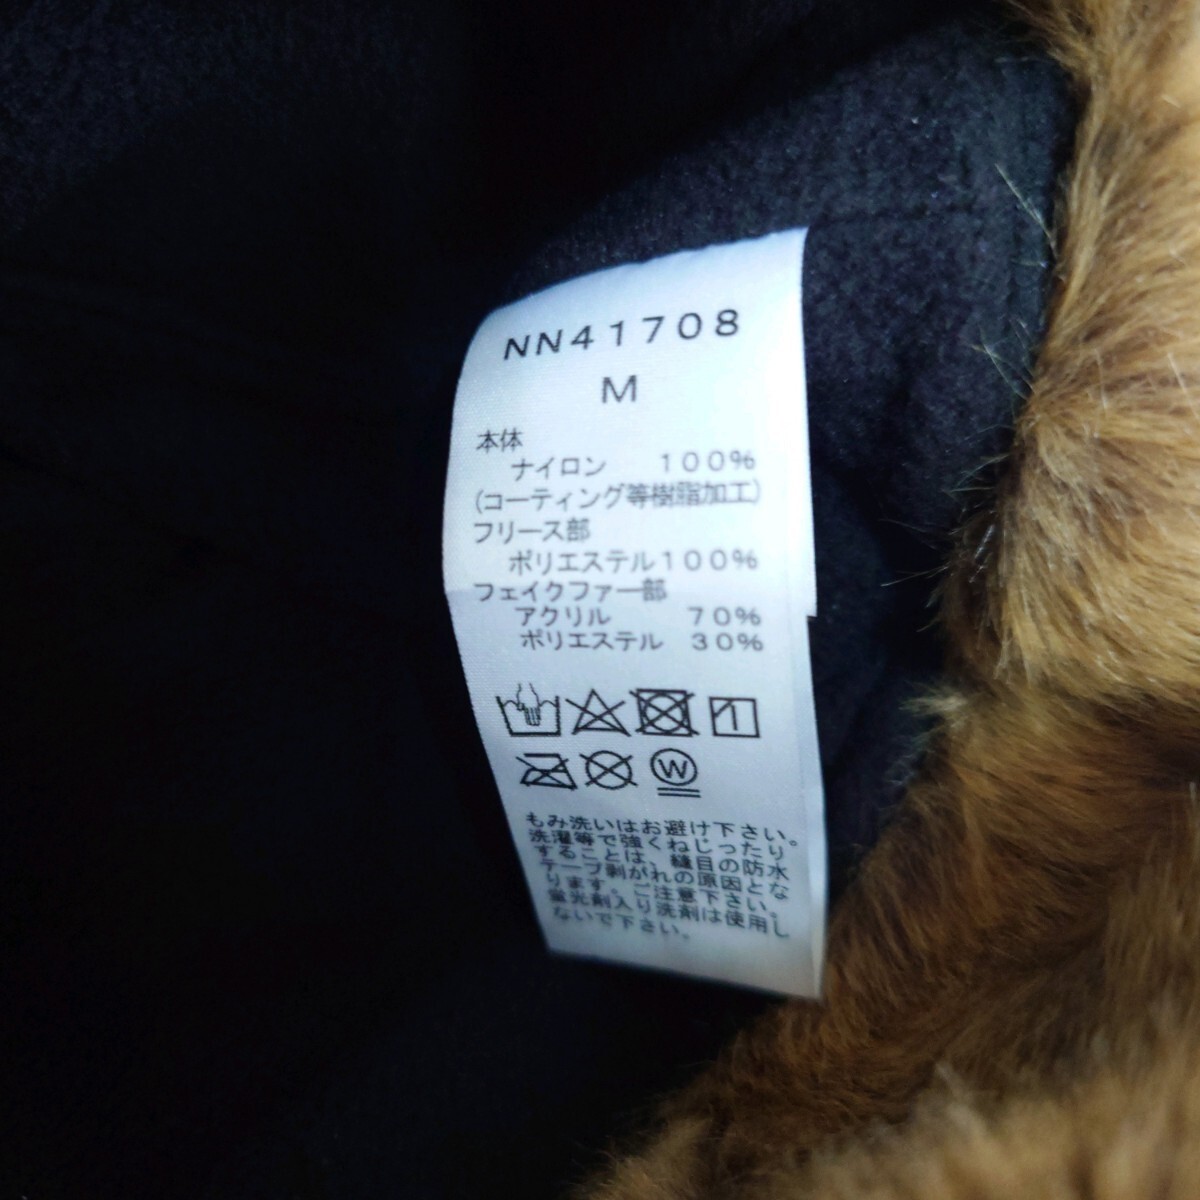 NN41708
M
本体
ナイロン 100%
(コーティング等樹脂加工)
フリース部
ポリエステル100%
フェイクファー部
アクリル 70%
ポリエステル 30%
W
もみ洗いはお避け下さい。
洗濯等で強くねじったり
することは、縫目の防水
テープ剥がれの原因とな
ります。ご注意下さい。
蛍光剤入り洗剤は使用し
ないで下さい。